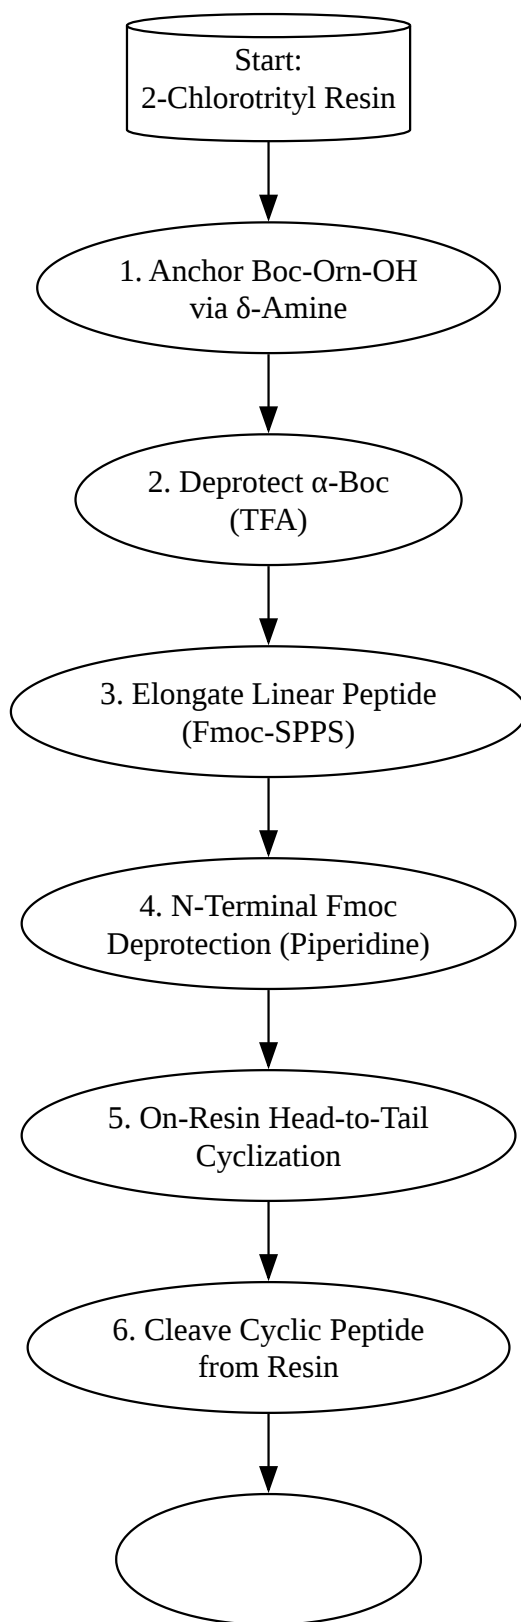 Start:
2-Chlorotrityl Resin
1. Anchor Boc-Orn-OH
via δ-Amine
2. Deprotect α-Boc
(TFA)
3. Elongate Linear Peptide
(Fmoc-SPPS)
4. N-Terminal Fmoc
Deprotection (Piperidine)
5. On-Resin Head-to-Tail
Cyclization
6. Cleave Cyclic Peptide
from Resin